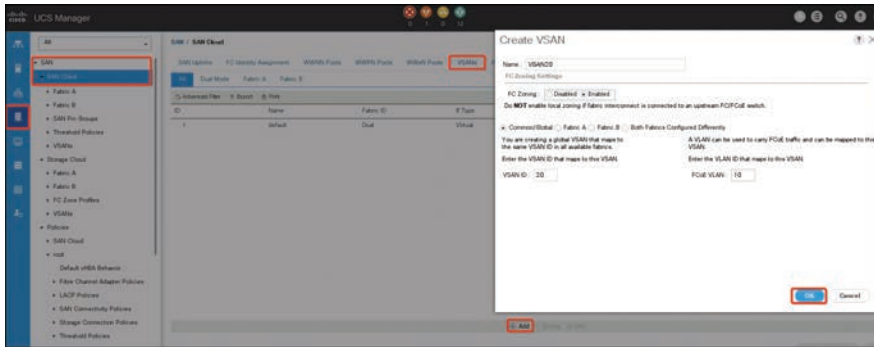 CISCO UCS Manager
All
SAN
SAN Cloud
Fabric A
Fabric B
SAN Pin Groups
Threshold Policies
VSANs
Storage Cloud
Fabric A
Fabric B
FC Zone Profiles
VSANs
Policies
SAN Cloud
root
Default vHBA Behavior
Fibre Channel Adapter Policies
LACP Policies
SAN Connectivity Policies
Storage Connection Policies
Threshold Policies
SAN / SAN Cloud
SAN Uplinks FC Identity Assignment WWNN Pools WWPN Pools WWxN Pools VSANs
All Dual Mode Fabric A Fabric B
Advanced Filter Export Print
ID Name Fabric ID If Type
1 default Dual Virtual
Add
Create VSAN
? X
Name : VSAN20
FC Zoning Settings
FC Zoning : Disabled Enabled
Do NOT enable local zoning if fabric interconnect is connected to an upstream FC/FCoE switch.
Common/Global Fabric A Fabric B Both Fabrics Configured Differently
You are creating a global VSAN that maps to
the same VSAN ID in all available fabrics.
Enter the VSAN ID that maps to this VSAN.
VSAN ID : 20
A VLAN can be used to carry FCoE traffic and can be mapped to this
VSAN.
Enter the VLAN ID that maps to this VSAN.
FCoE VLAN : 10
OK Cancel